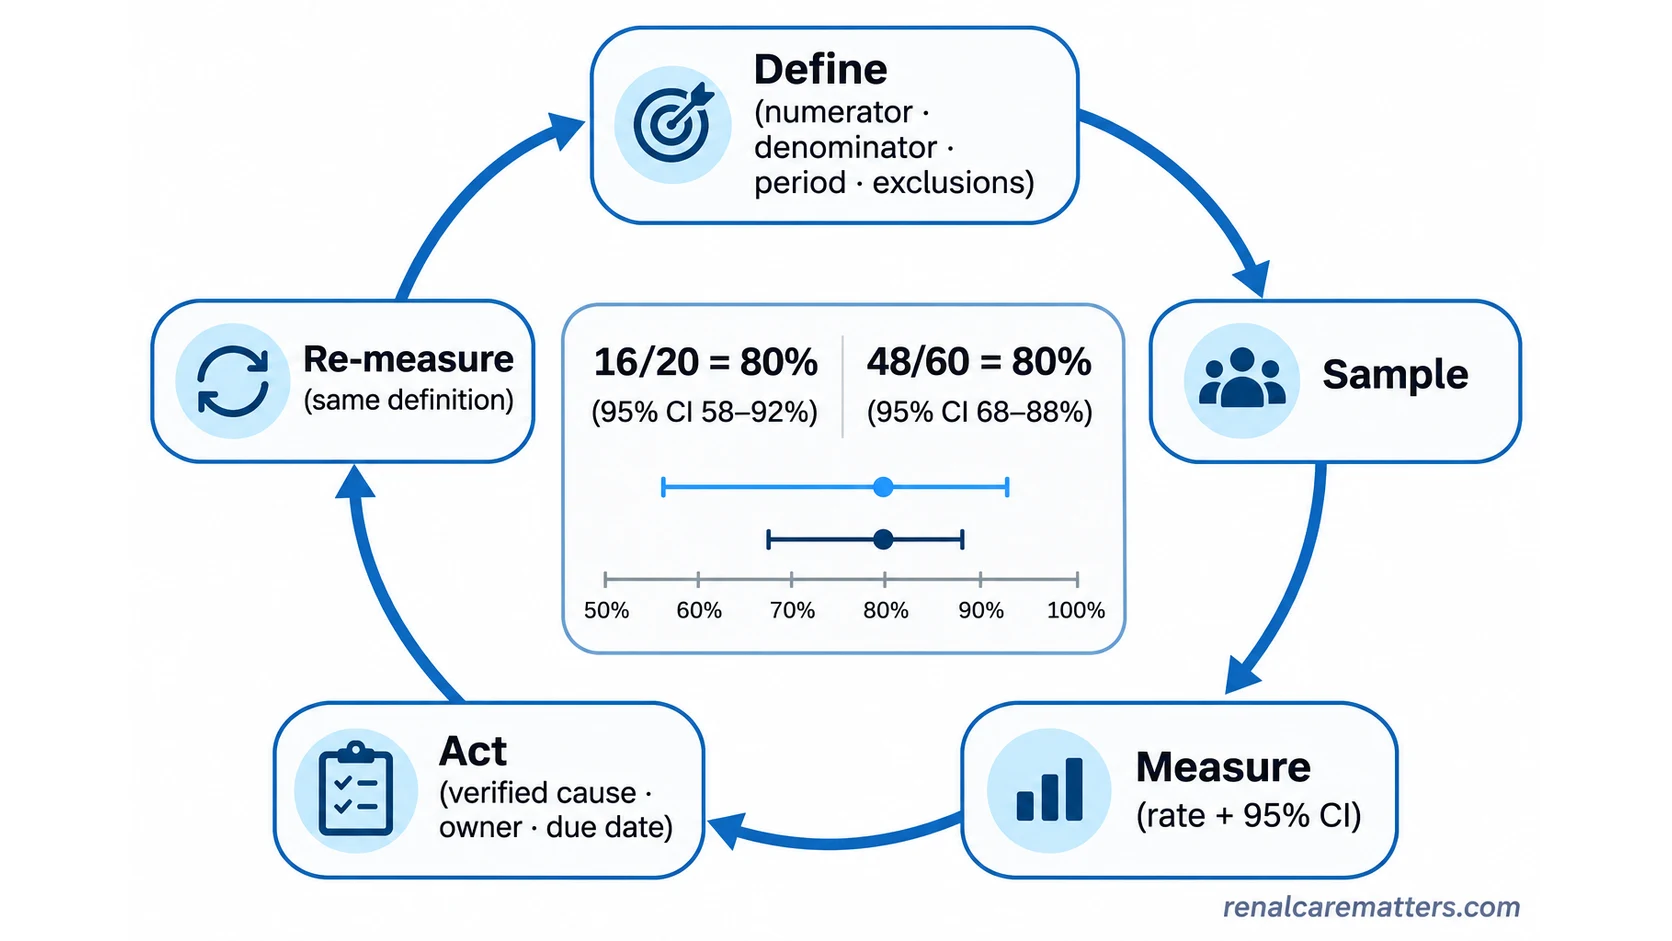 Define
(numerator ·
denominator ·
period · exclusions)
Re-measure
(same definition)
16/20 = 80%
(95% CI 58–92%)
48/60 = 80%
(95% CI 68–88%)
50% 60% 70% 80% 90% 100%
Sample
Act
(verified cause ·
owner · due date)
Measure
(rate + 95% CI)
renalcarematters.com